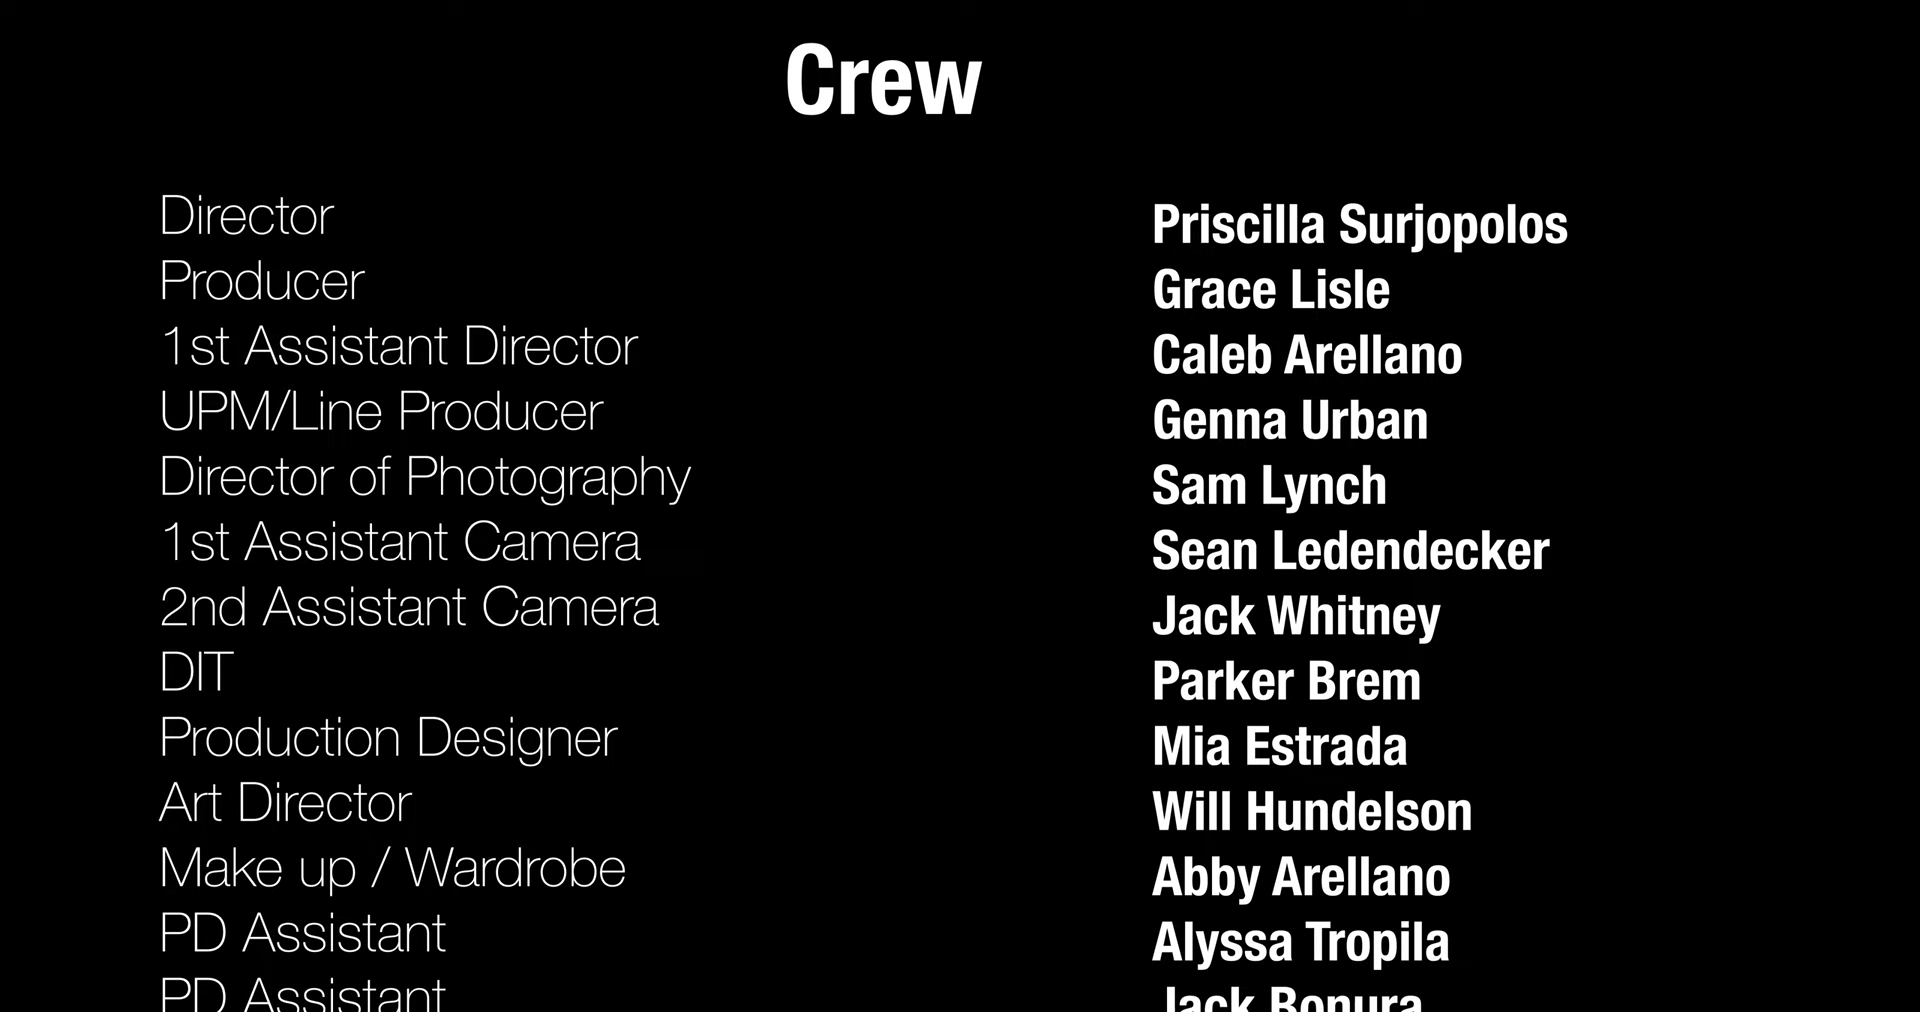 Crew
Director Priscilla Surjopolos
Producer Grace Lisle
1st Assistant Director Caleb Arellano
UPM/Line Producer Genna Urban
Director of Photography Sam Lynch
1st Assistant Camera Sean Ledendecker
2nd Assistant Camera Jack Whitney
DIT Parker Brem
Production Designer Mia Estrada
Art Director Will Hundelson
Make up / Wardrobe Abby Arellano
PD Assistant Alyssa Tropila
PD Assistant Jack Bonura